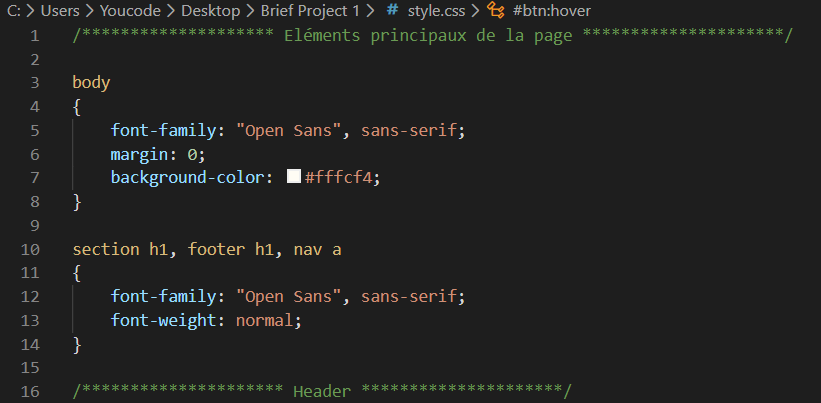 C: > Users > Youcode > Desktop > Brief Project 1 > # style.css > #btn:hover
1 /******************** Eléments principaux de la page *********************/
2
3 body
4 {
5 font-family: "Open Sans", sans-serif;
6 margin: 0;
7 background-color: #fffcf4;
8 }
9
10 section h1, footer h1, nav a
11 {
12 font-family: "Open Sans", sans-serif;
13 font-weight: normal;
14 }
15
16 /********************* Header *********************/